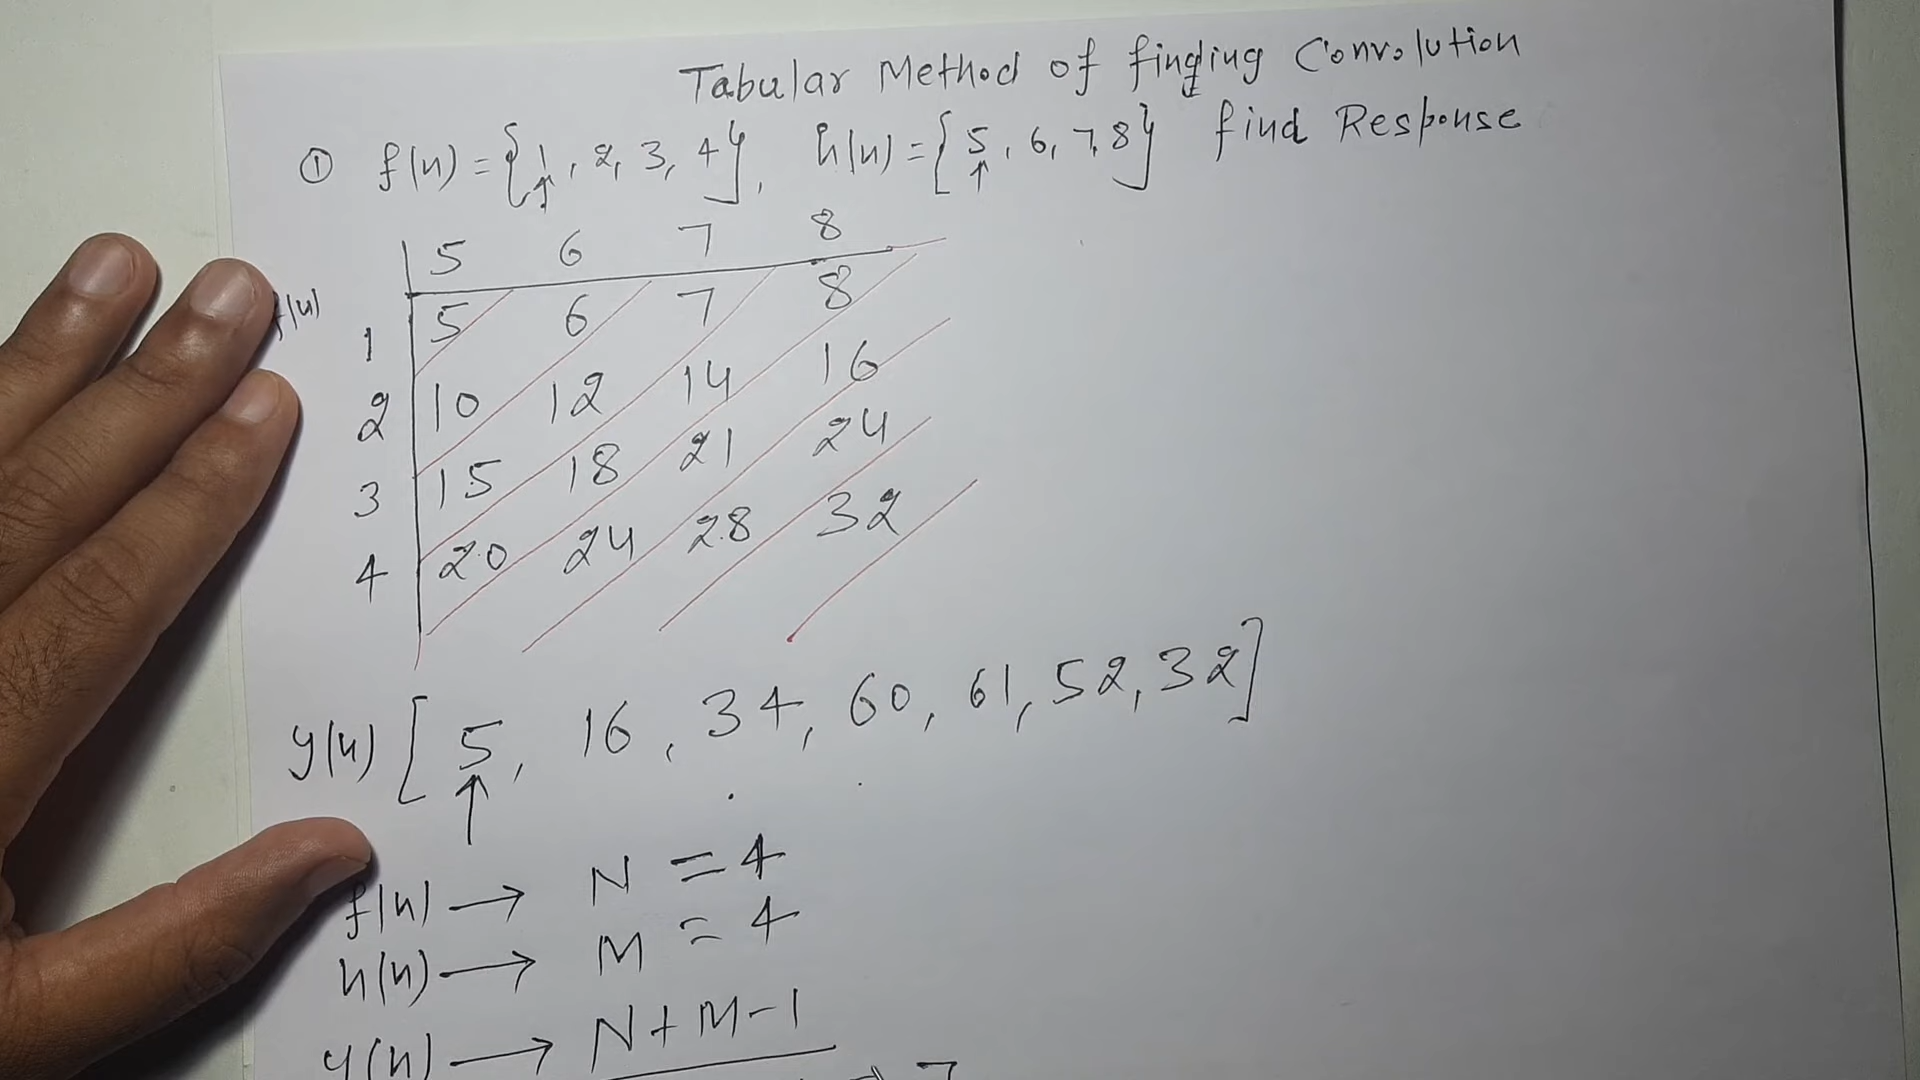 Tabular Method of finding Convolution
① f(n) = {1, 2, 3, 4}, h(n) = {5, 6, 7, 8} find Response
↑ ↑
5 6 7 8
f(n)
1 5 6 7 8
2 10 12 14 16
3 15 18 21 24
4 20 24 28 32
y(n) [5, 16, 34, 60, 61, 52, 32]
↑
f(n) → N = 4
h(n) → M = 4
y(n) → N+M-1
7